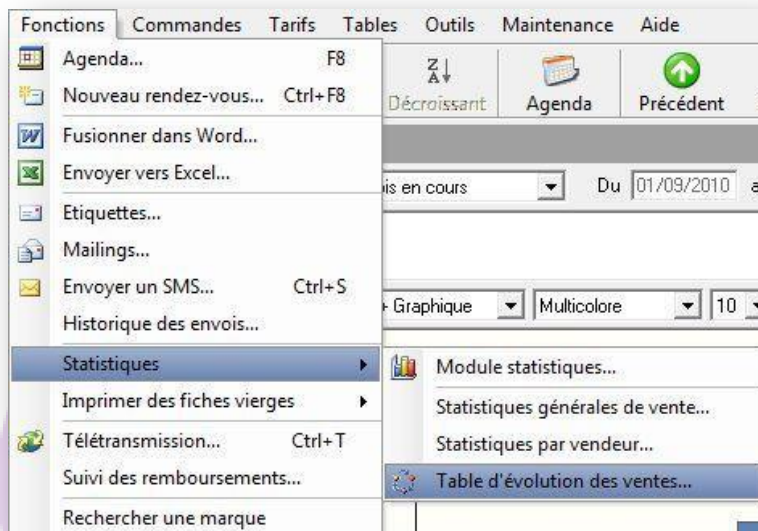 Fonctions Commandes Tarifs Tables Outils Maintenance Aide
Agenda... F8
Nouveau rendez-vous... Ctrl+F8
Décroissant Agenda Précédent
Fusionner dans Word...
Envoyer vers Excel...
en cours Du 01/09/2010
Etiquettes...
Mailings...
Envoyer un SMS... Ctrl+S
+ Graphique Multicolore 10
Historique des envois...
Statistiques
Module statistiques...
Imprimer des fiches vierges
Statistiques générales de vente...
Télétransmission... Ctrl+T
Statistiques par vendeur...
Suivi des remboursements...
Table d'évolution des ventes...
Rechercher une marque